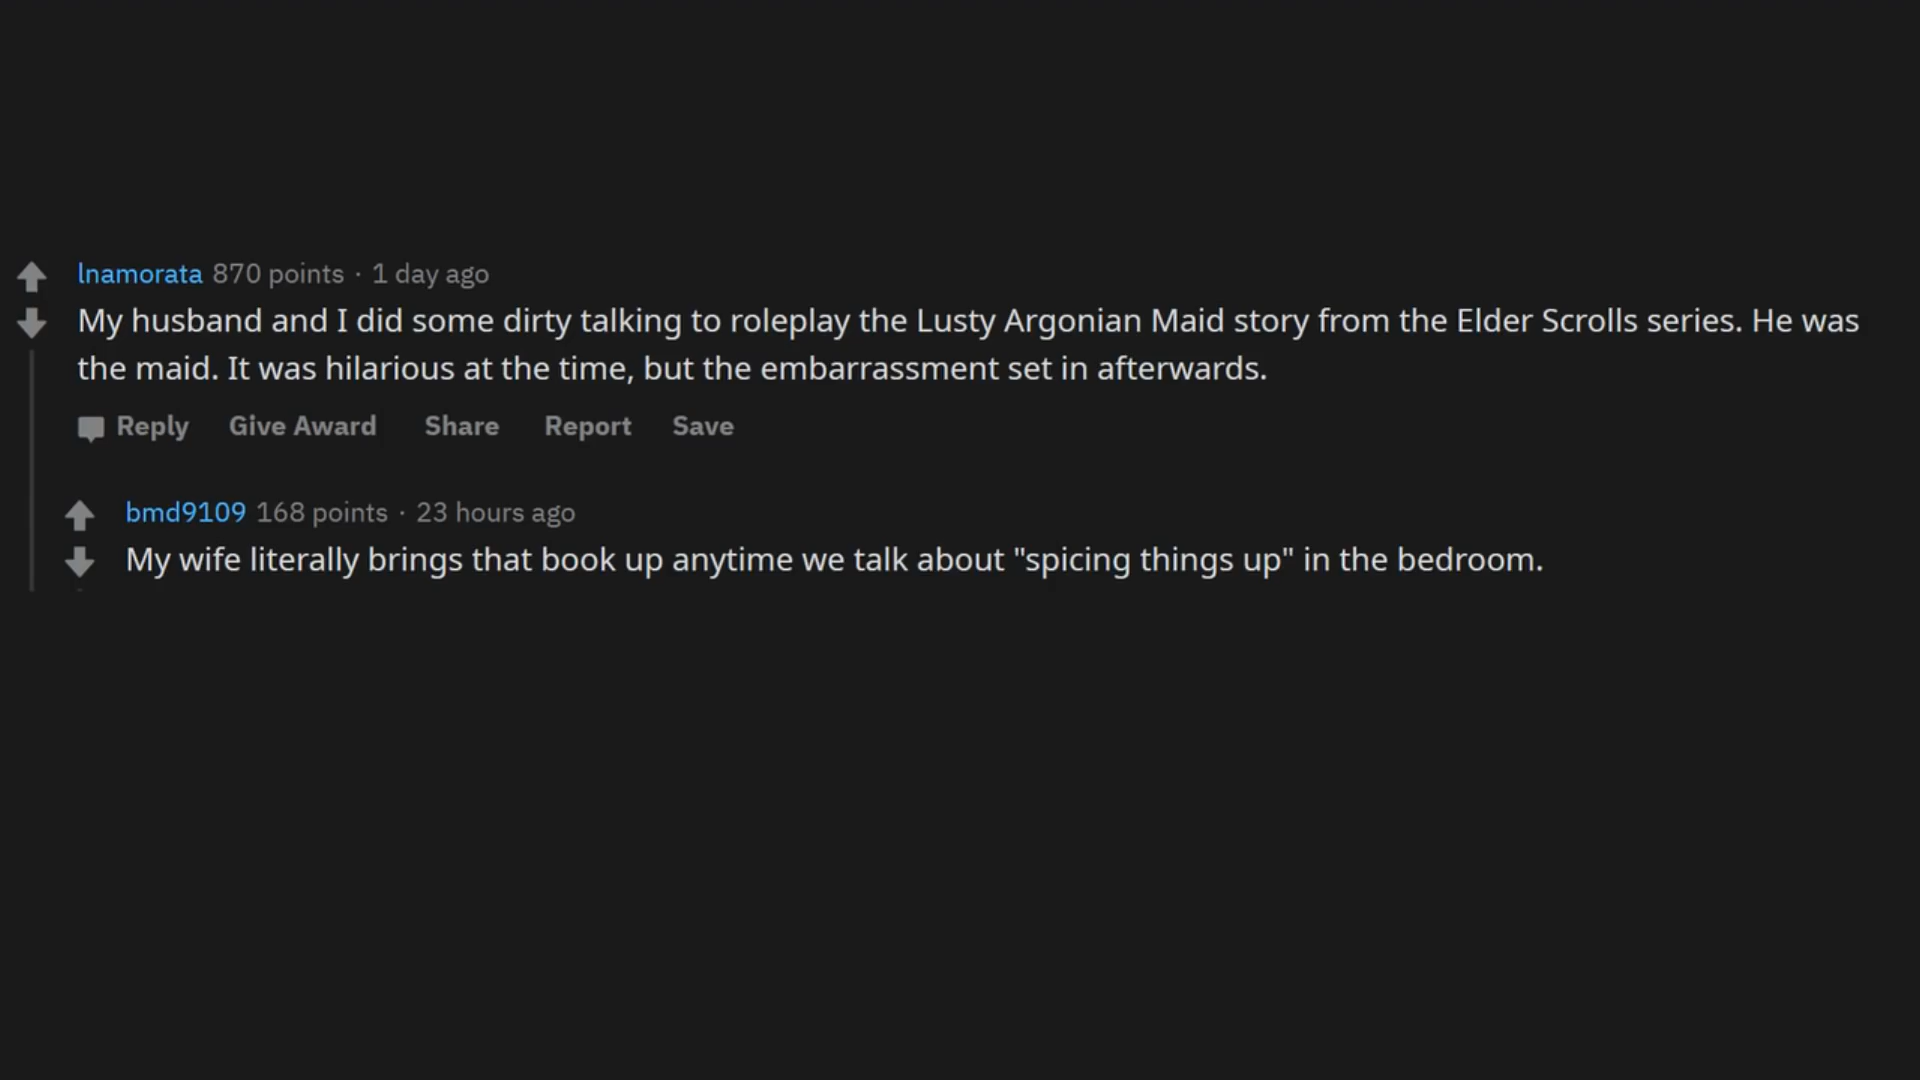 lnamorata 870 points · 1 day ago
My husband and I did some dirty talking to roleplay the Lusty Argonian Maid story from the Elder Scrolls series. He was
the maid. It was hilarious at the time, but the embarrassment set in afterwards.
Reply Give Award Share Report Save
bmd9109 168 points · 23 hours ago
My wife literally brings that book up anytime we talk about "spicing things up" in the bedroom.